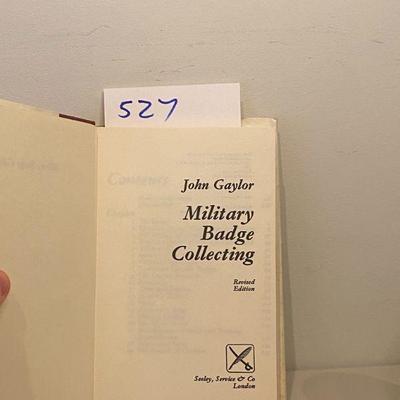 527
John Gaylor
Military
Badge
Collecting
Revised
Edition
Seeley, Service & Co
London